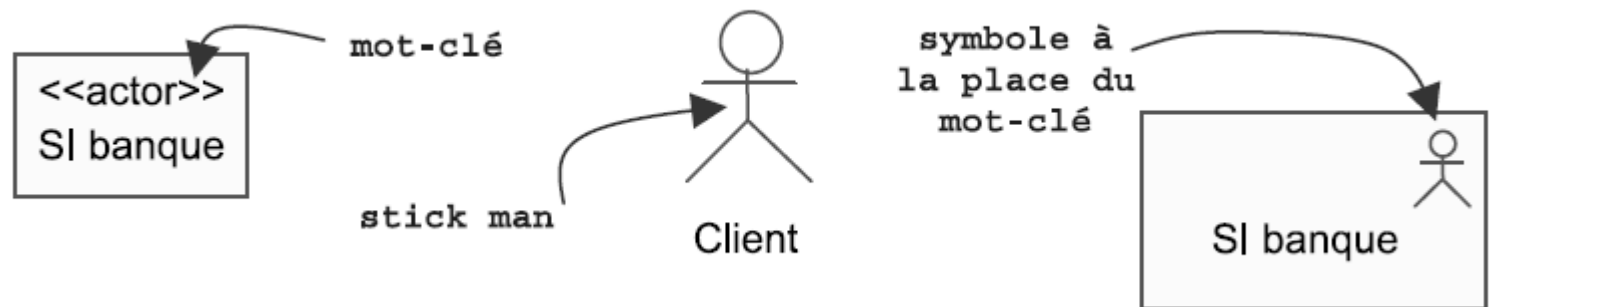 <<actor>>
SI banque
mot-clé
stick man
Client
symbole à
la place du
mot-clé
SI banque